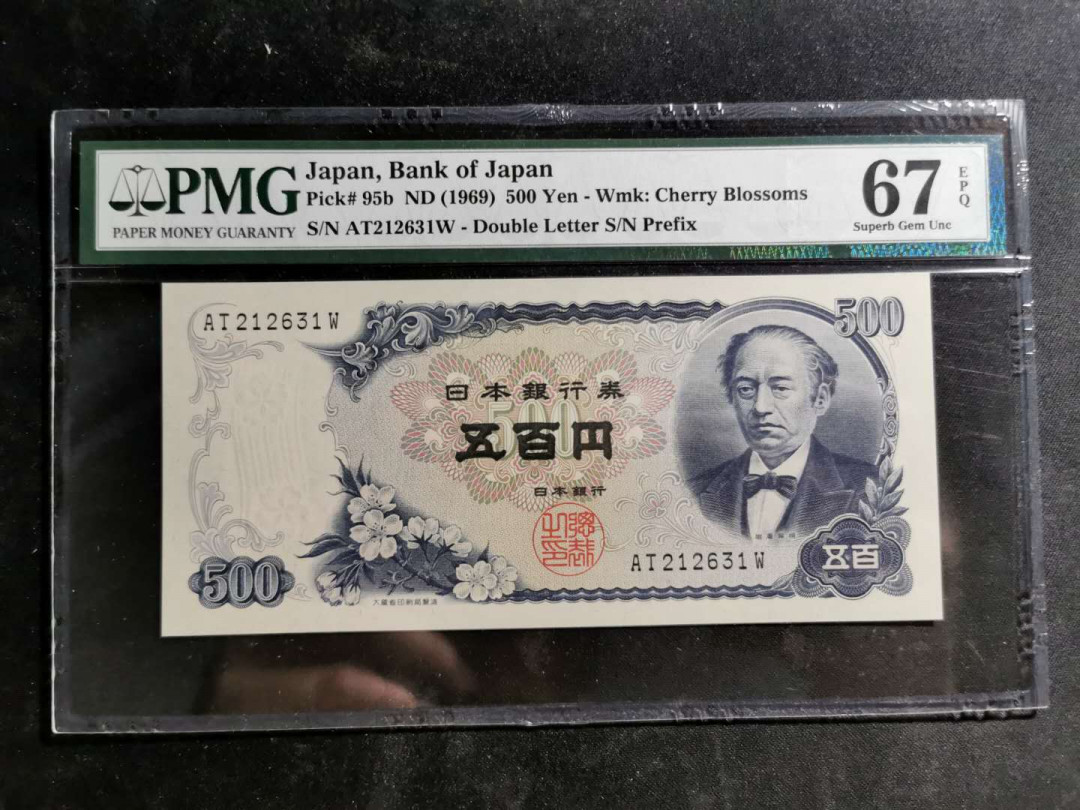 PMG
PAPER MONEY GUARANTY
Japan, Bank of Japan
Pick# 95b ND (1969) 500 Yen - Wmk: Cherry Blossoms
S/N AT212631W - Double Letter S/N Prefix
67
EPQ
Superb Gem Unc
AT212631W
500
日本銀行券
500
五百円
日本銀行
AT212631W
500
五百